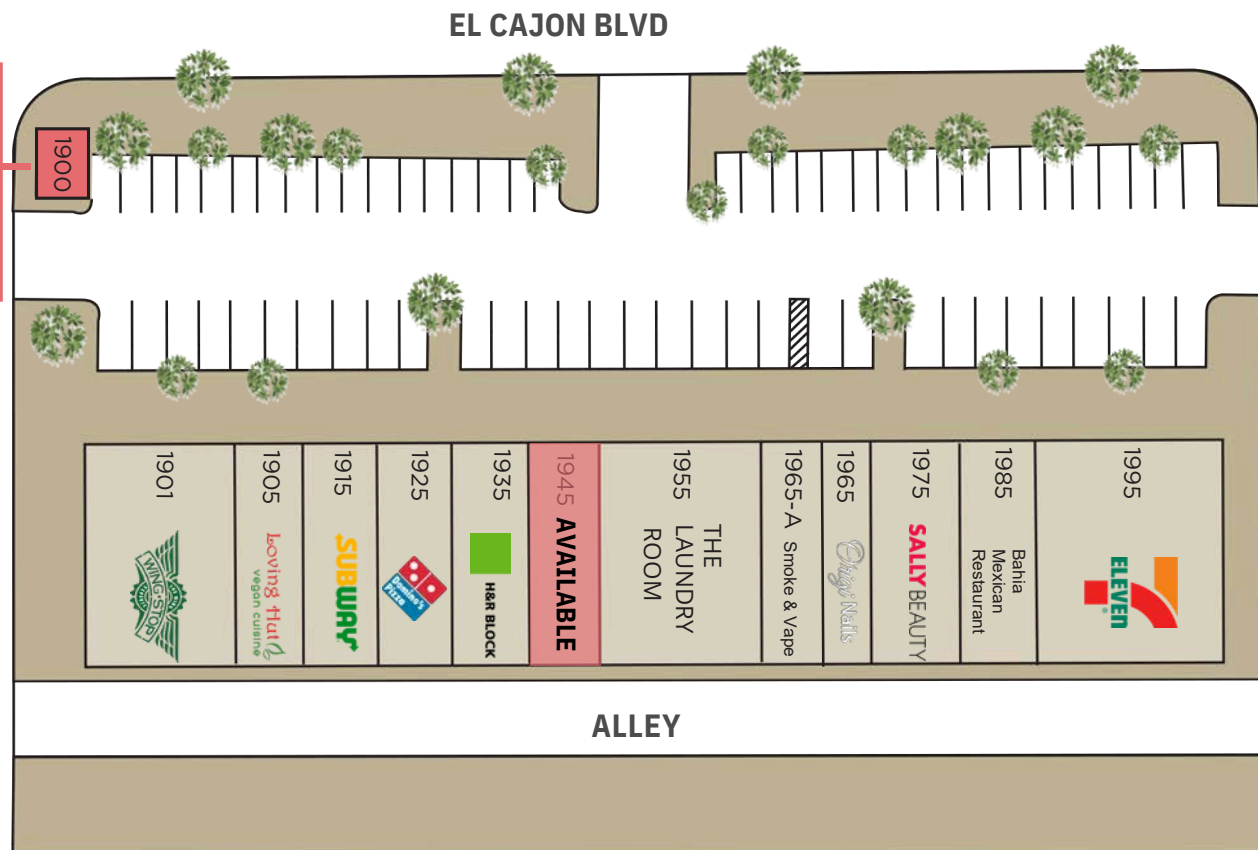 EL CAJON BLVD
1900
1901
WING·STOP
1905
Loving Hut
vegan cuisine
1915
SUBWAY
1925
Domino's
Pizza
1935
H&R BLOCK
1945 AVAILABLE
1955
THE
LAUNDRY
ROOM
1965-A Smoke & Vape
1965
Nails
1975
SALLY BEAUTY
1985
Bahia
Mexican
Restaurant
1995
ELEVEn
®
ALLEY